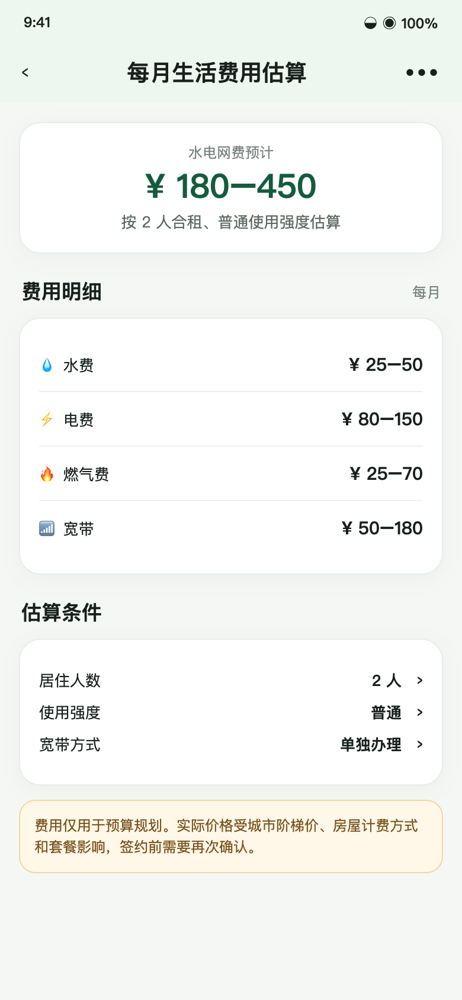 9:41
100%
每月生活费用估算
水电网费预计
¥ 180–450
按 2 人合租、普通使用强度估算
费用明细
每月
水费
¥ 25–50
电费
¥ 80–150
燃气费
¥ 25–70
宽带
¥ 50–180
估算条件
居住人数
2 人
使用强度
普通
宽带方式
单独办理
费用仅用于预算规划。实际价格受城市阶梯价、房屋计费方式
和套餐影响，签约前需要再次确认。